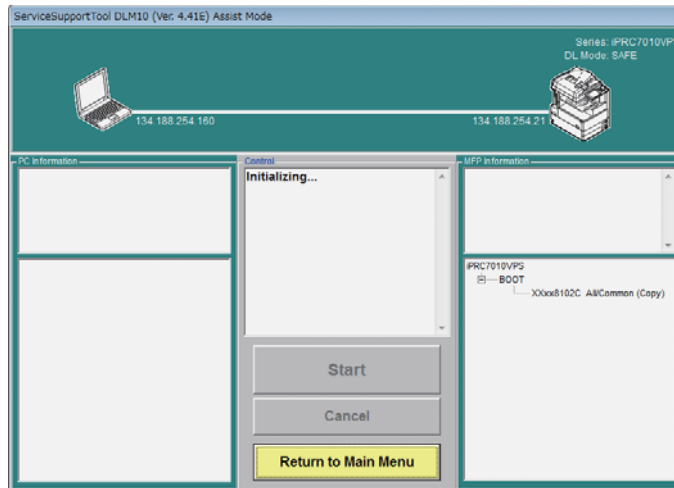 ServiceSupportTool DLM10 (Ver. 4.41E) Assist Mode
Series: iPRC7010VPS
DL Mode: SAFE
134.188.254.160
134.188.254.21
PC Information
Control
MFP Information
Initializing...
iPRC7010VPS
BOOT
XXxx8102C All/Common (Copy)
Start
Cancel
Return to Main Menu